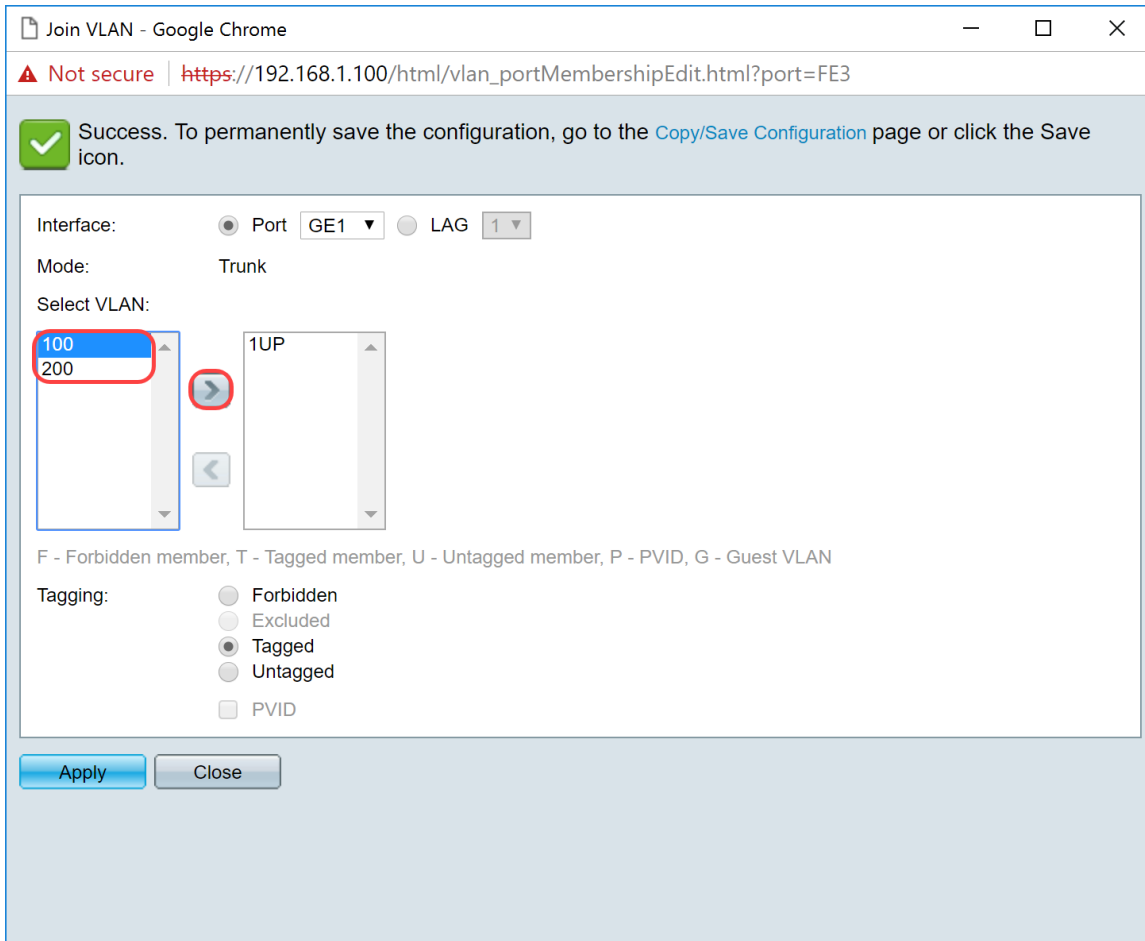 Join VLAN - Google Chrome
Not secure https://192.168.1.100/html/vlan_portMembershipEdit.html?port=FE3
Success. To permanently save the configuration, go to the Copy/Save Configuration page or click the Save
icon.
Interface: Port GE1 LAG 1
Mode: Trunk
Select VLAN:
100 1UP
200
F - Forbidden member, T - Tagged member, U - Untagged member, P - PVID, G - Guest VLAN
Tagging: Forbidden
Excluded
Tagged
Untagged
PVID
Apply Close